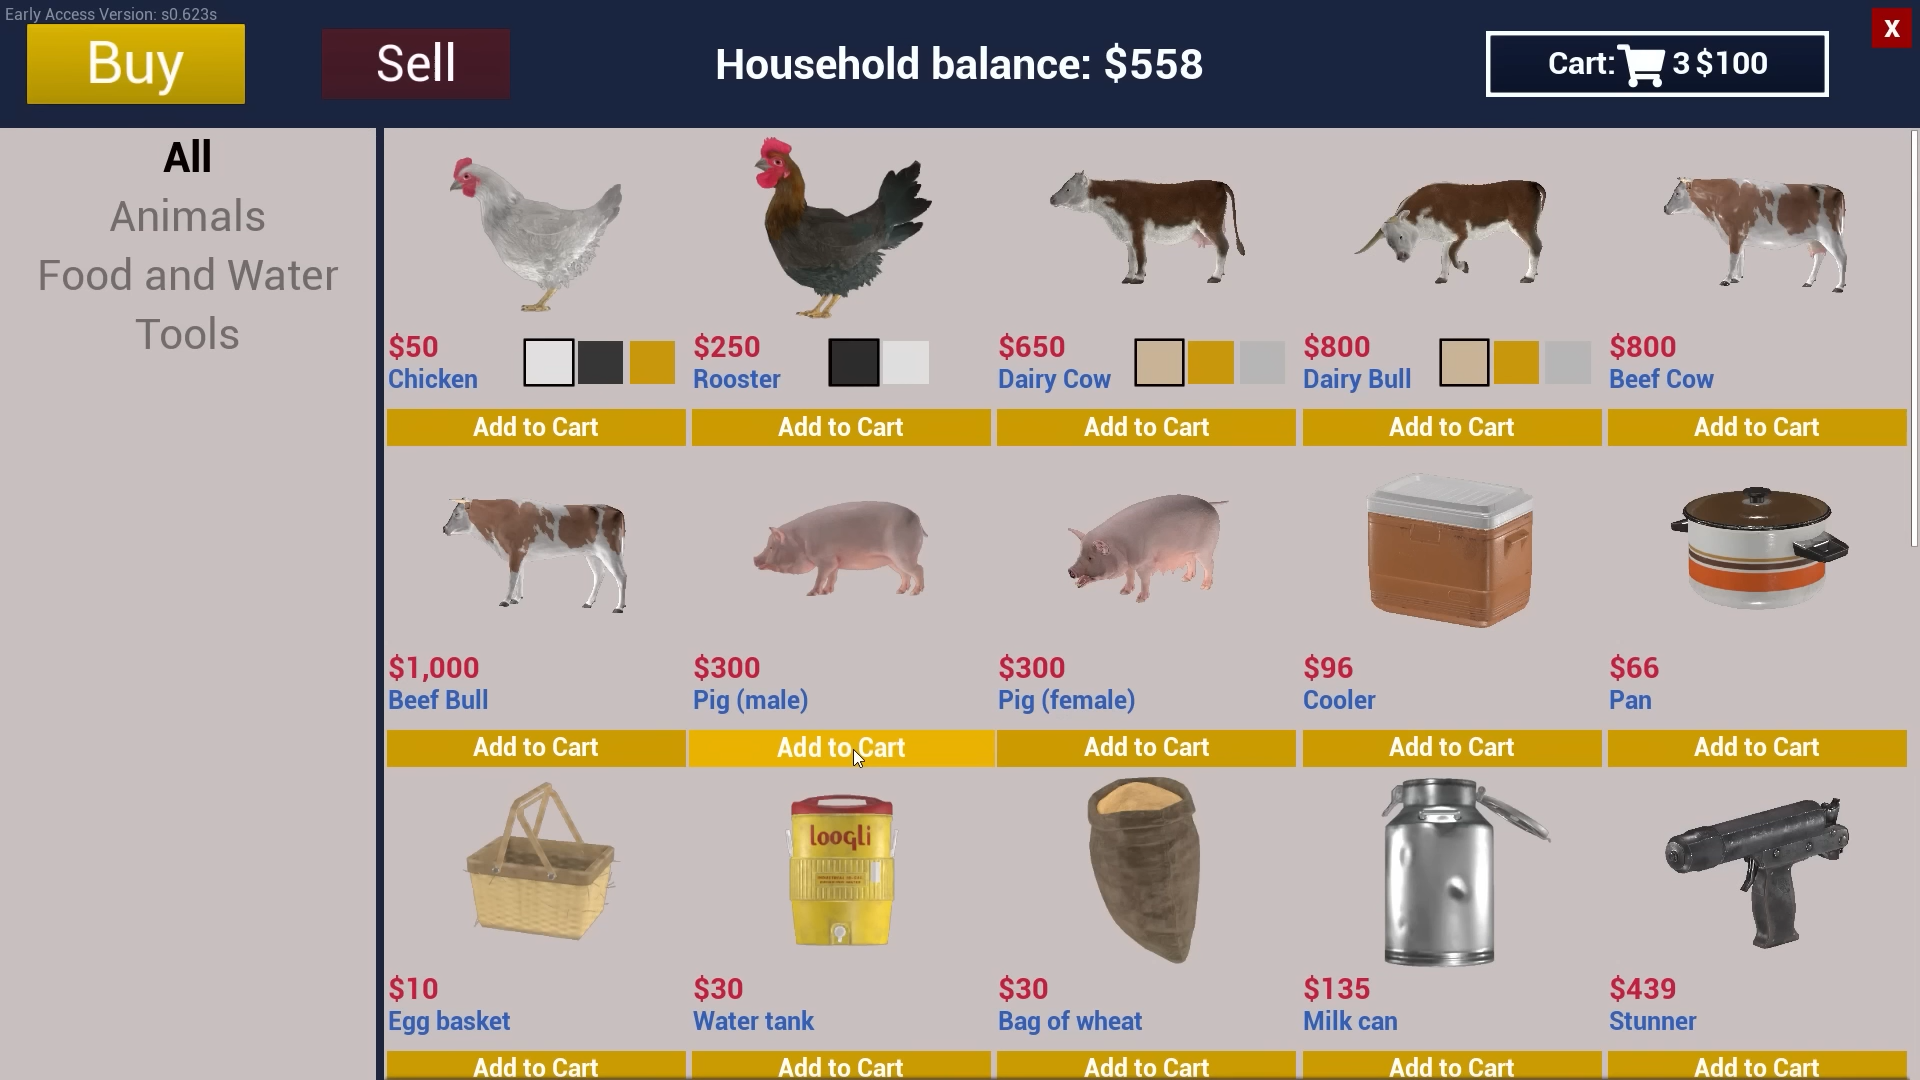 Early Access Version: s0.623s
Buy
Sell
Household balance: $558
Cart: 3 $100
X
All
Animals
Food and Water
Tools
$50
Chicken
Add to Cart
$250
Rooster
Add to Cart
$650
Dairy Cow
Add to Cart
$800
Dairy Bull
Add to Cart
$800
Beef Cow
Add to Cart
$1,000
Beef Bull
Add to Cart
$300
Pig (male)
Add to Cart
$300
Pig (female)
Add to Cart
$96
Cooler
Add to Cart
$66
Pan
Add to Cart
$10
Egg basket
Add to Cart
looqli
$30
Water tank
Add to Cart
$30
Bag of wheat
Add to Cart
$135
Milk can
Add to Cart
$439
Stunner
Add to Cart